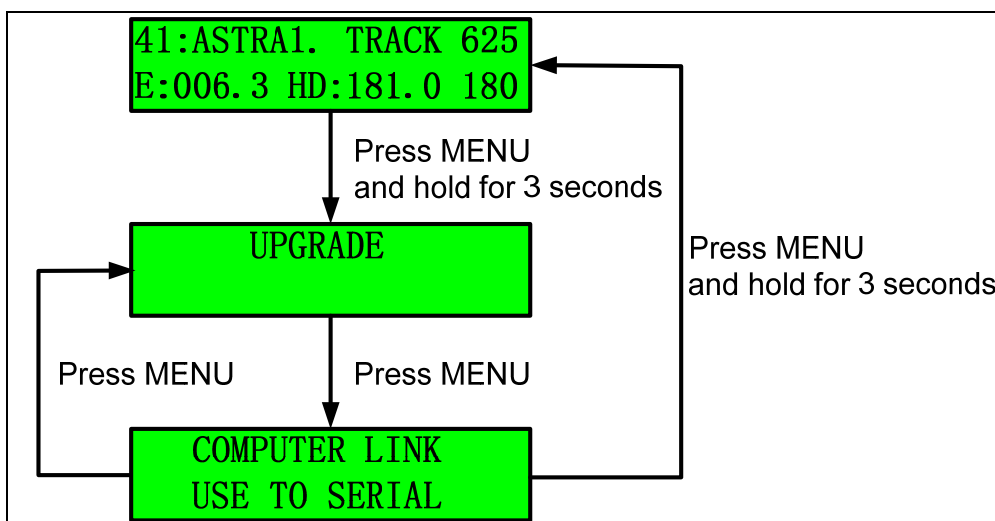 41:ASTRA1. TRACK 625
E:006.3 HD:181.0 180
Press MENU
and hold for 3 seconds
UPGRADE
Press MENU
and hold for 3 seconds
Press MENU
Press MENU
COMPUTER LINK
USE TO SERIAL